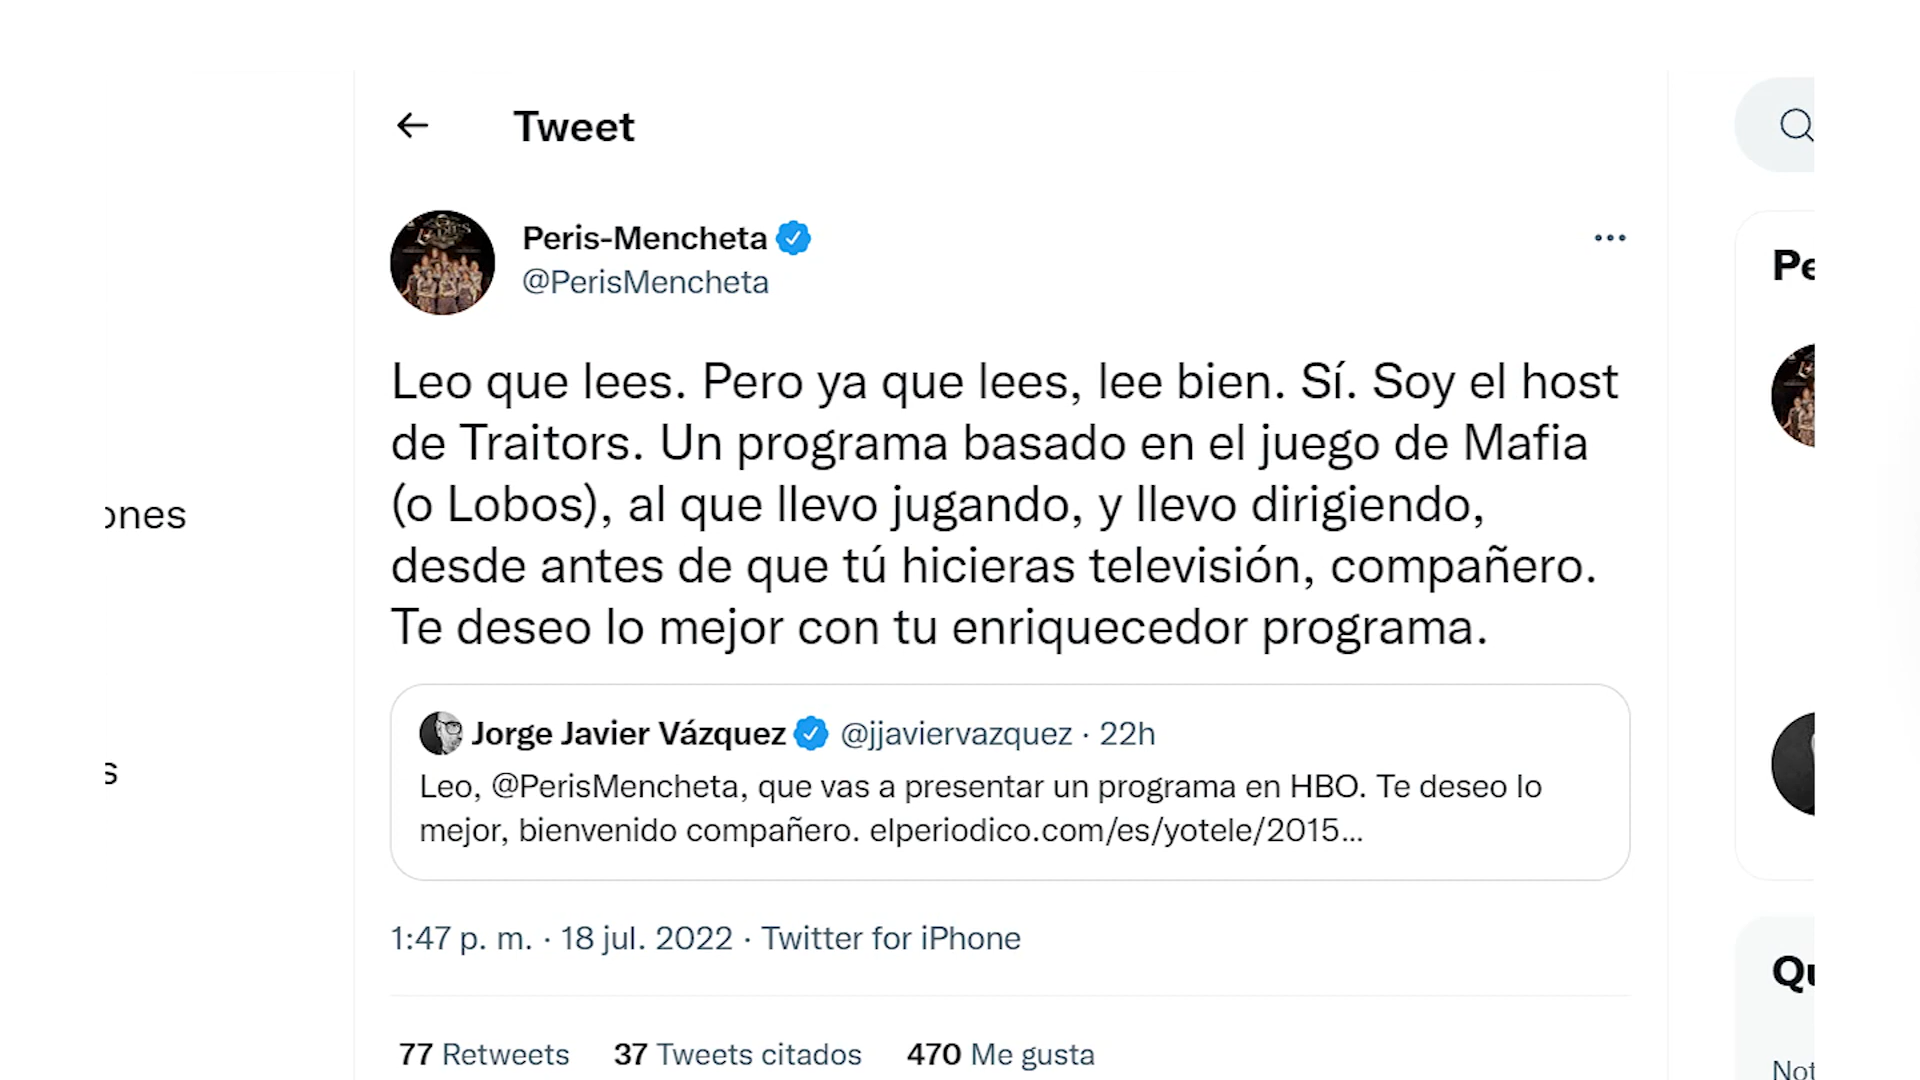 Tweet
Peris-Mencheta
@PerisMencheta
Leo que lees. Pero ya que lees, lee bien. Sí. Soy el host
de Traitors. Un programa basado en el juego de Mafia
(o Lobos), al que llevo jugando, y llevo dirigiendo,
desde antes de que tú hicieras televisión, compañero.
Te deseo lo mejor con tu enriquecedor programa.
Jorge Javier Vázquez @jjaviervazquez · 22h
Leo, @PerisMencheta, que vas a presentar un programa en HBO. Te deseo lo
mejor, bienvenido compañero. elperiodico.com/es/yotele/2015...
1:47 p. m. · 18 jul. 2022 · Twitter for iPhone
77 Retweets 37 Tweets citados 470 Me gusta
ones
s
Pe
Qu
Not